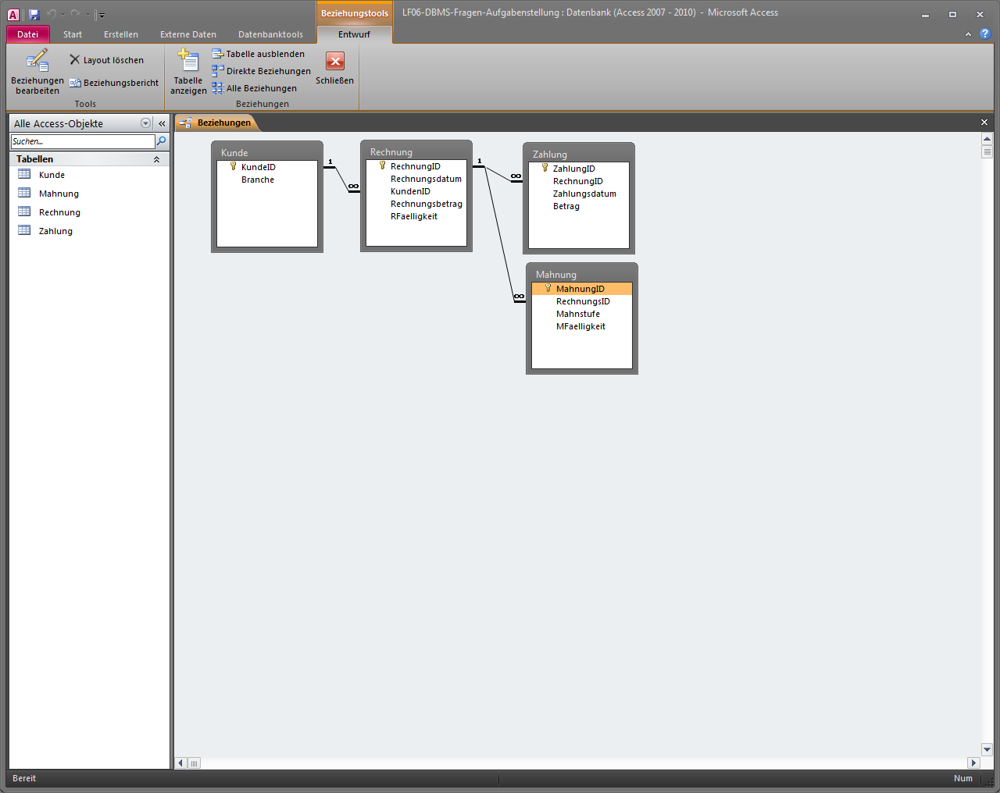 Beziehungstools
LF06-DBMS-Fragen-Aufgabenstellung : Datenbank (Access 2007 - 2010) - Microsoft Access
Datei Start Erstellen Externe Daten Datenbanktools Entwurf
Beziehungen bearbeiten
Layout löschen
Beziehungsbericht
Tools
Tabelle anzeigen
Tabelle ausblenden
Direkte Beziehungen
Alle Beziehungen
Schließen
Beziehungen
Alle Access-Objekte
Suchen...
Tabellen
Kunde
Mahnung
Rechnung
Zahlung
Beziehungen
Kunde
KundeID
Branche
1
∞
Rechnung
RechnungID
Rechnungsdatum
KundenID
Rechnungsbetrag
RFaelligkeit
1
∞
∞
Zahlung
ZahlungID
RechnungID
Zahlungsdatum
Betrag
Mahnung
MahnungID
RechnungsID
Mahnstufe
MFaelligkeit
Bereit
Num